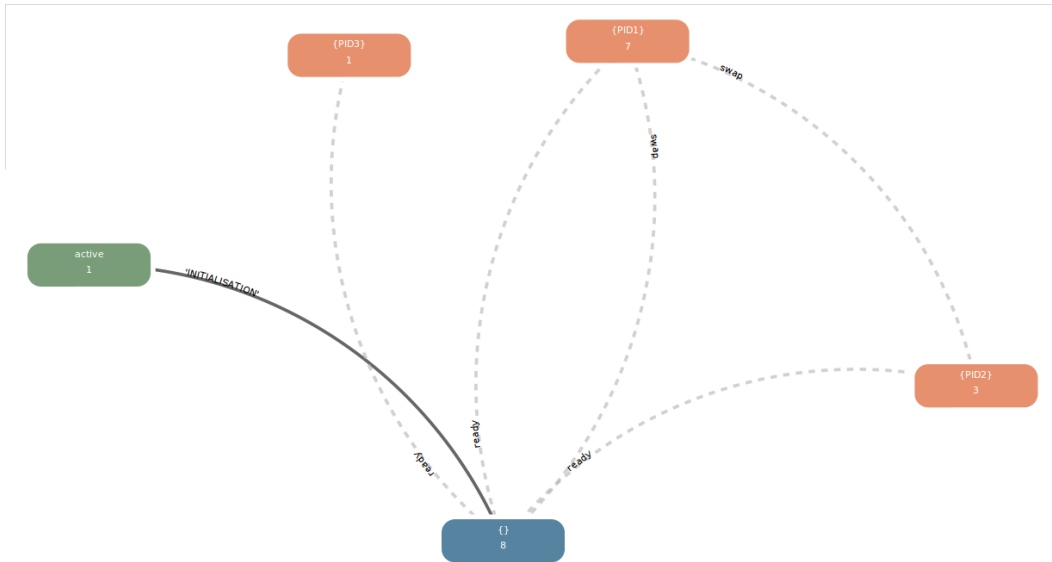 {PID3}
1
{PID1}
7
swap
swap
active
1
'INITIALISATION'
{PID2}
3
ready
ready
ready
{}
8